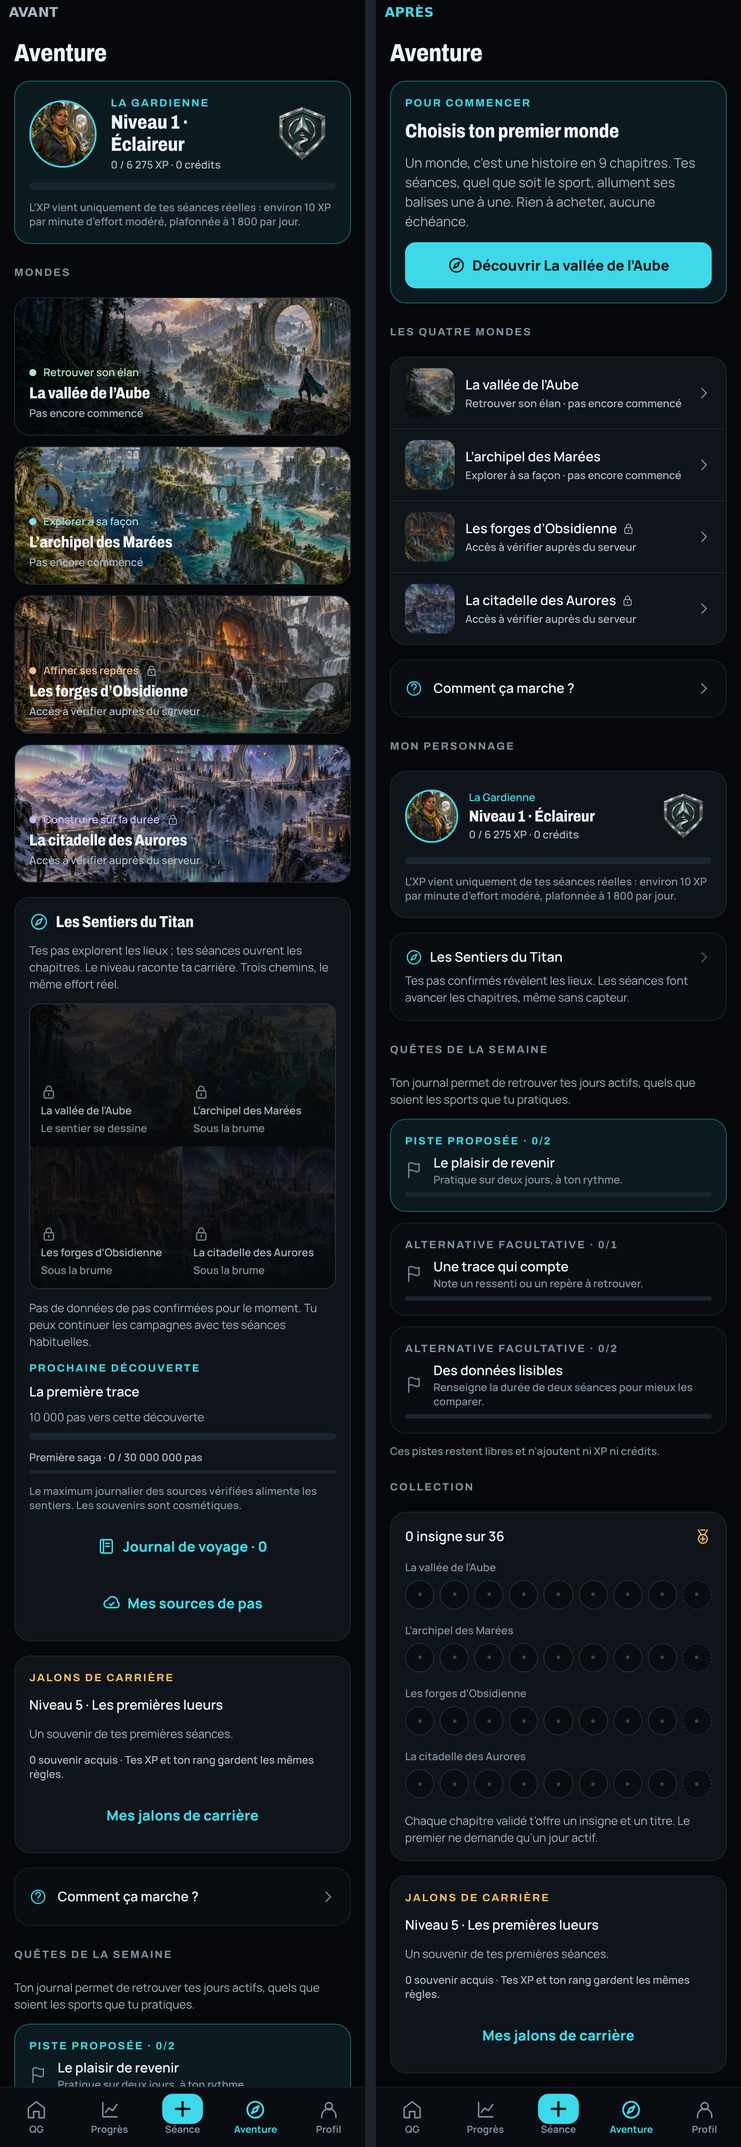 AVANT
Aventure
LA GARDIENNE
Niveau 1 ·
Éclaireur
0 / 6 275 XP · 0 crédits
L'XP vient uniquement de tes séances réelles : environ 10 XP
par minute d'effort modéré, plafonnée à 1 800 par jour.
MONDES
Retrouver son élan
La vallée de l'Aube
Pas encore commencé
Explorer à sa façon
L'archipel des Marées
Pas encore commencé
Affiner ses repères
Les forges d'Obsidienne
Accès à vérifier auprès du serveur
Construire sur la durée
La citadelle des Aurores
Accès à vérifier auprès du serveur
Les Sentiers du Titan
Tes pas explorent les lieux ; tes séances ouvrent les
chapitres. Le niveau raconte ta carrière. Trois chemins, le
même effort réel.
La vallée de l'Aube
Le sentier se dessine
L'archipel des Marées
Sous la brume
Les forges d'Obsidienne
Sous la brume
La citadelle des Aurores
Sous la brume
Pas de données de pas confirmées pour le moment. Tu
peux continuer les campagnes avec tes séances
habituelles.
PROCHAINE DÉCOUVERTE
La première trace
10 000 pas vers cette découverte
Première saga · 0 / 30 000 000 pas
Le maximum journalier des sources vérifiées alimente les
sentiers. Les souvenirs sont cosmétiques.
Journal de voyage · 0
Mes sources de pas
JALONS DE CARRIÈRE
Niveau 5 · Les premières lueurs
Un souvenir de tes premières séances.
0 souvenir acquis · Tes XP et ton rang gardent les mêmes
règles.
Mes jalons de carrière
Comment ça marche ?
QUÊTES DE LA SEMAINE
Ton journal permet de retrouver tes jours actifs, quels que
soient les sports que tu pratiques.
PISTE PROPOSÉE · 0/2
Le plaisir de revenir
Pratique sur deux jours, à ton rythme.
QG
Progrès
Séance
Aventure
Profil
APRÈS
Aventure
POUR COMMENCER
Choisis ton premier monde
Un monde, c'est une histoire en 9 chapitres. Tes
séances, quel que soit le sport, allument ses
balises une à une. Rien à acheter, aucune
échéance.
Découvrir La vallée de l'Aube
LES QUATRE MONDES
La vallée de l'Aube
Retrouver son élan · pas encore commencé
L'archipel des Marées
Explorer à sa façon · pas encore commencé
Les forges d'Obsidienne
Accès à vérifier auprès du serveur
La citadelle des Aurores
Accès à vérifier auprès du serveur
Comment ça marche ?
MON PERSONNAGE
La Gardienne
Niveau 1 · Éclaireur
0 / 6 275 XP · 0 crédits
L'XP vient uniquement de tes séances réelles : environ 10 XP
par minute d'effort modéré, plafonnée à 1 800 par jour.
Les Sentiers du Titan
Tes pas confirmés révèlent les lieux. Les séances font
avancer les chapitres, même sans capteur.
QUÊTES DE LA SEMAINE
Ton journal permet de retrouver tes jours actifs, quels que
soient les sports que tu pratiques.
PISTE PROPOSÉE · 0/2
Le plaisir de revenir
Pratique sur deux jours, à ton rythme.
ALTERNATIVE FACULTATIVE · 0/1
Une trace qui compte
Note un ressenti ou un repère à retrouver.
ALTERNATIVE FACULTATIVE · 0/2
Des données lisibles
Renseigne la durée de deux séances pour mieux les
comparer.
Ces pistes restent libres et n'ajoutent ni XP ni crédits.
COLLECTION
0 insigne sur 36
La vallée de l'Aube
L'archipel des Marées
Les forges d'Obsidienne
La citadelle des Aurores
Chaque chapitre validé t'offre un insigne et un titre. Le
premier ne demande qu'un jour actif.
JALONS DE CARRIÈRE
Niveau 5 · Les premières lueurs
Un souvenir de tes premières séances.
0 souvenir acquis · Tes XP et ton rang gardent les mêmes
règles.
Mes jalons de carrière
QG
Progrès
Séance
Aventure
Profil